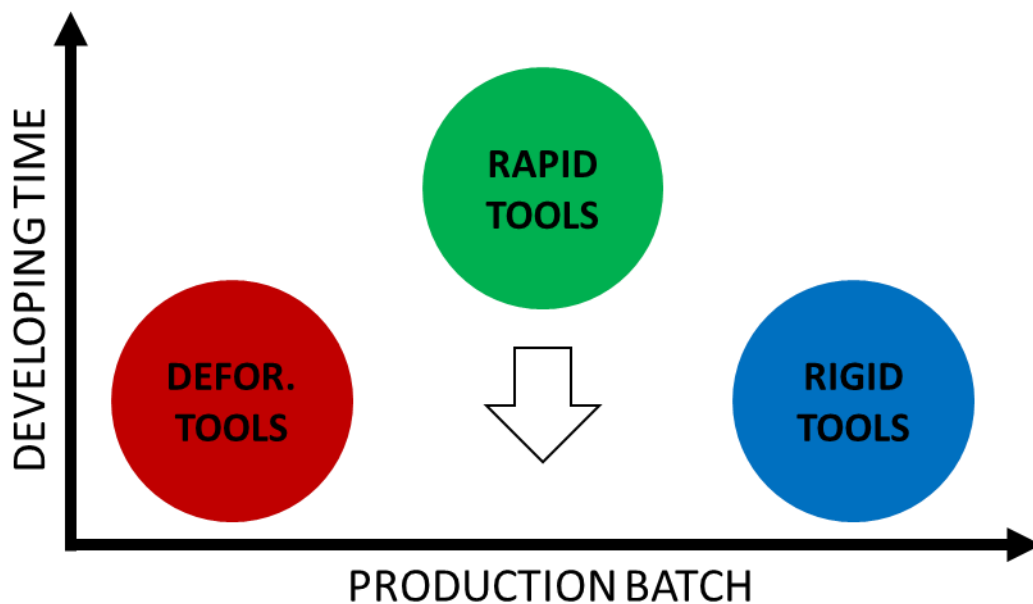 DEVELOPING TIME
RAPID
TOOLS
DEFOR.
TOOLS
RIGID
TOOLS
PRODUCTION BATCH